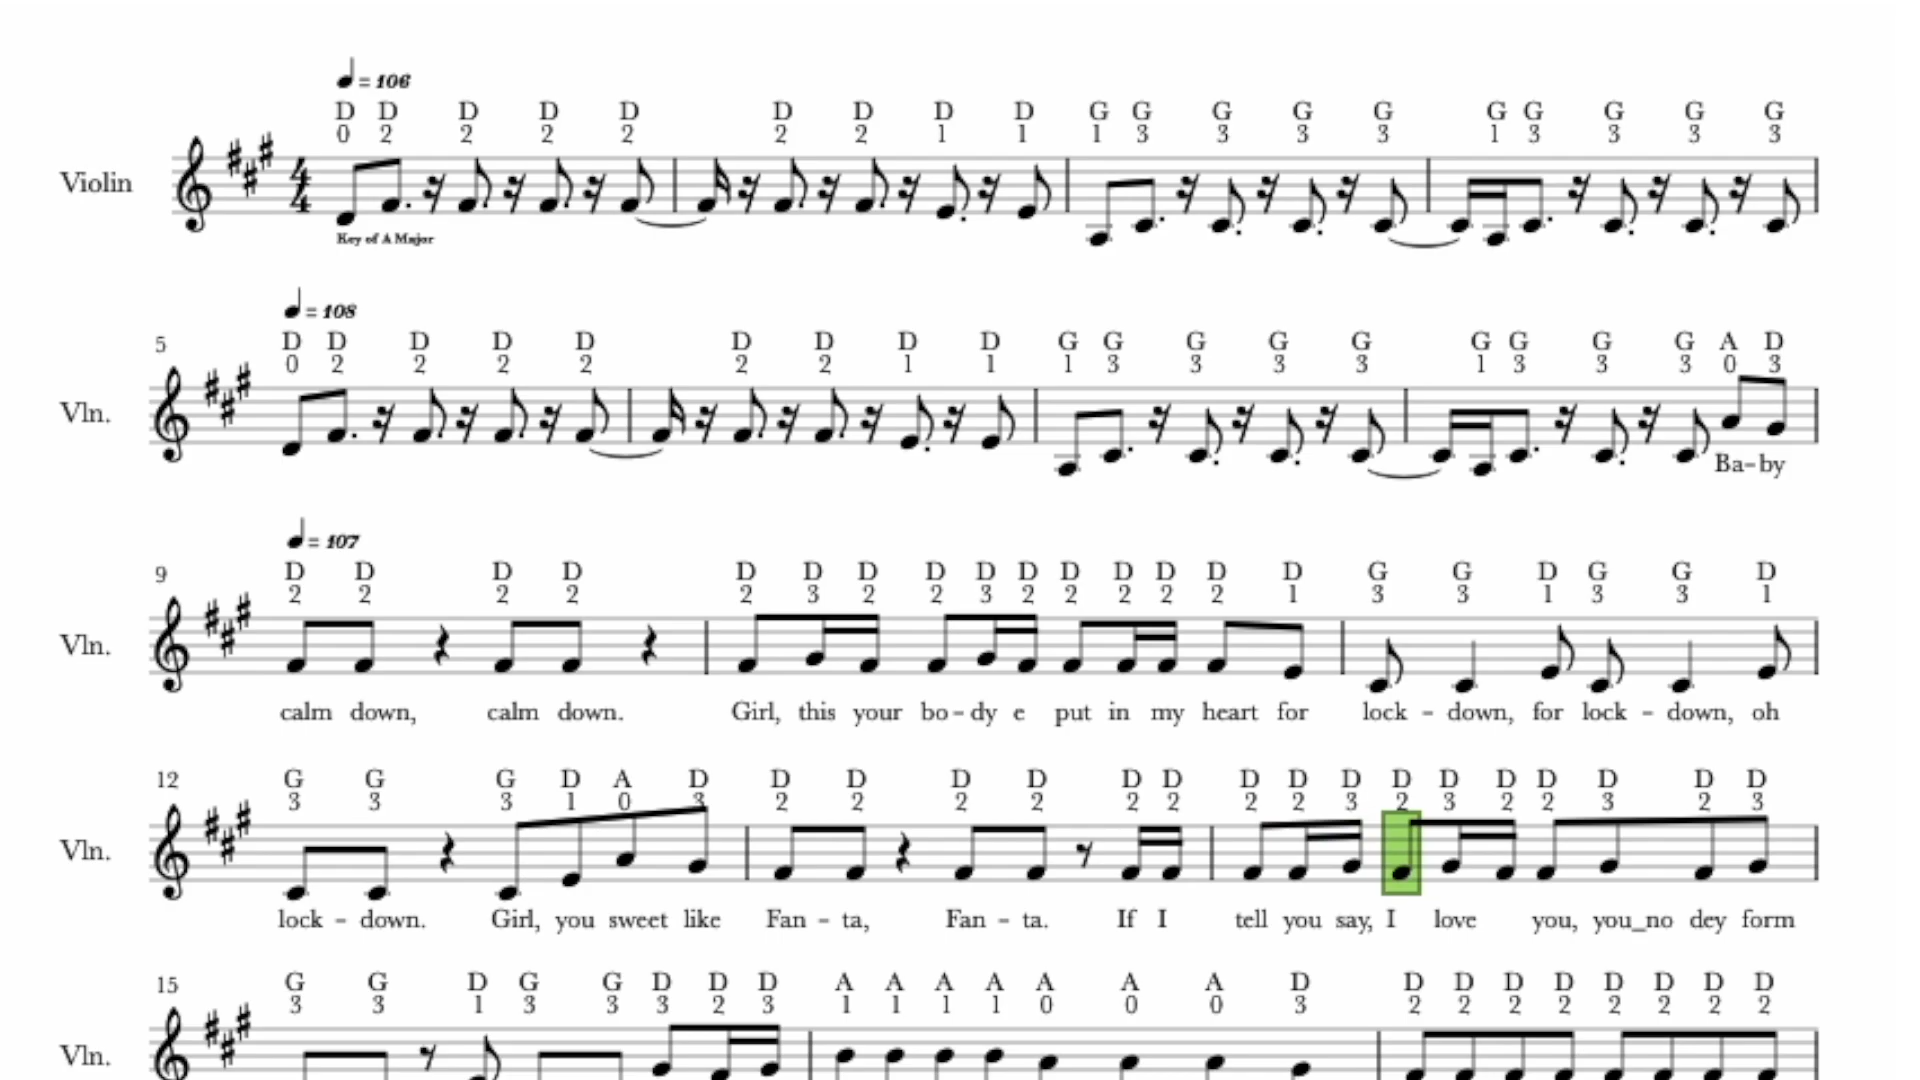 ♩ = 106
D D D D D D D D D G G G G G G G G G G
0 2 2 2 2 2 2 1 1 1 3 3 3 3 1 3 3 3 3
Violin
4
4
Key of A Major
♩ = 108
5
D D D D D D D D D G G G G G G G G G A D
0 2 2 2 2 2 2 1 1 1 3 3 3 3 1 3 3 3 0 3
Vln.
Ba-by
♩ = 107
9
D D D D D D D D D D D D D D D G G D G G D
2 2 2 2 2 3 2 2 3 2 2 2 2 2 1 3 3 1 3 3 1
Vln.
calm down, calm down. Girl, this your bo-dy e put in my heart for lock - down, for lock - down, oh
12
G G G D A D D D D D D D D D D D D D D D D D
3 3 3 1 0 3 2 2 2 2 2 2 2 2 3 2 3 2 2 3 2 3
Vln.
lock - down. Girl, you sweet like Fan - ta, Fan - ta. If I tell you say, I love you, you_no dey form
15
G G D G G D D D A A A A A A A D D D D D D D D D
3 3 1 3 3 3 2 3 1 1 1 1 0 0 0 3 2 2 2 2 2 2 2 2
Vln.